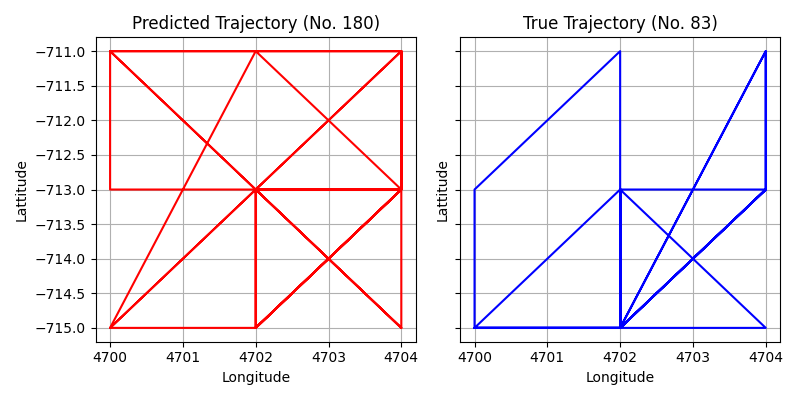 Predicted Trajectory (No. 180)
True Trajectory (No. 83)
−711.0
−711.5
−712.0
−712.5
−713.0
−713.5
−714.0
−714.5
−715.0
Lattitude
Lattitude
4700 4701 4702 4703 4704
4700 4701 4702 4703 4704
Longitude
Longitude